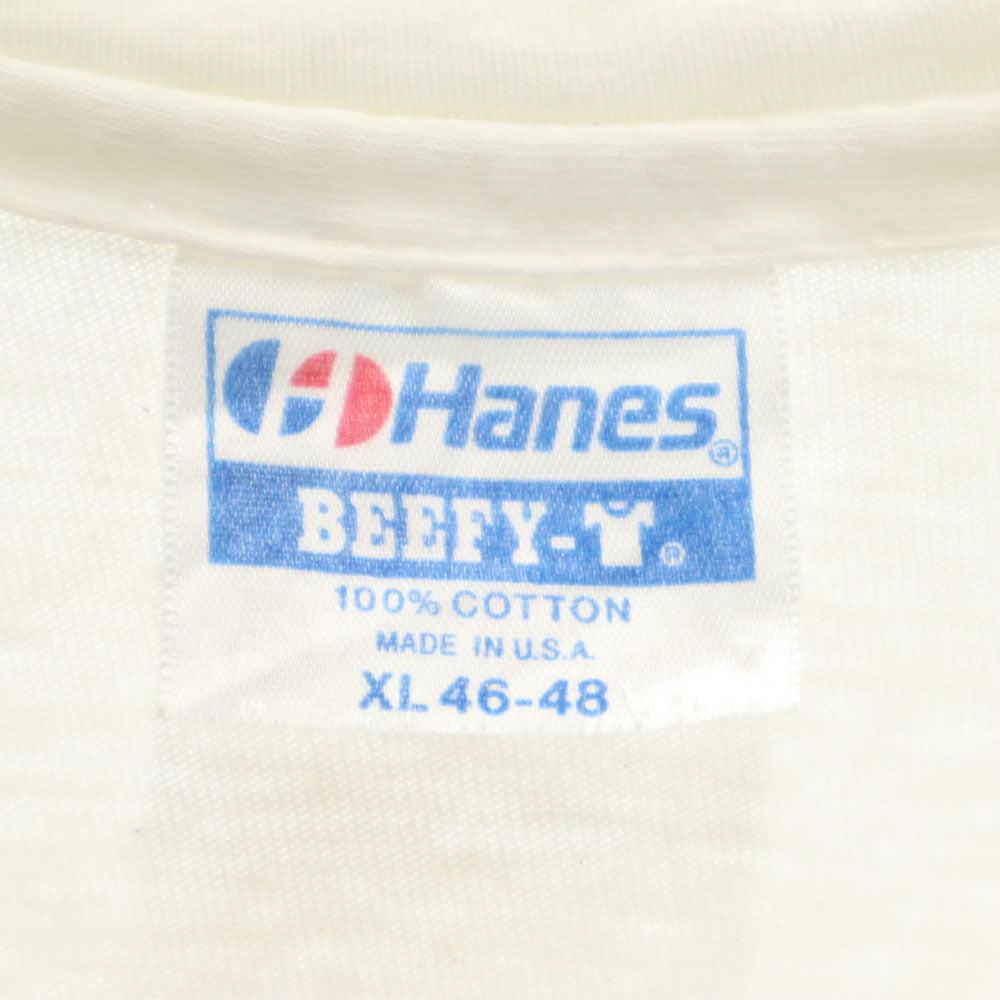 Hanes®
BEEFY-T®
100% COTTON
MADE IN U.S.A.
XL 46-48